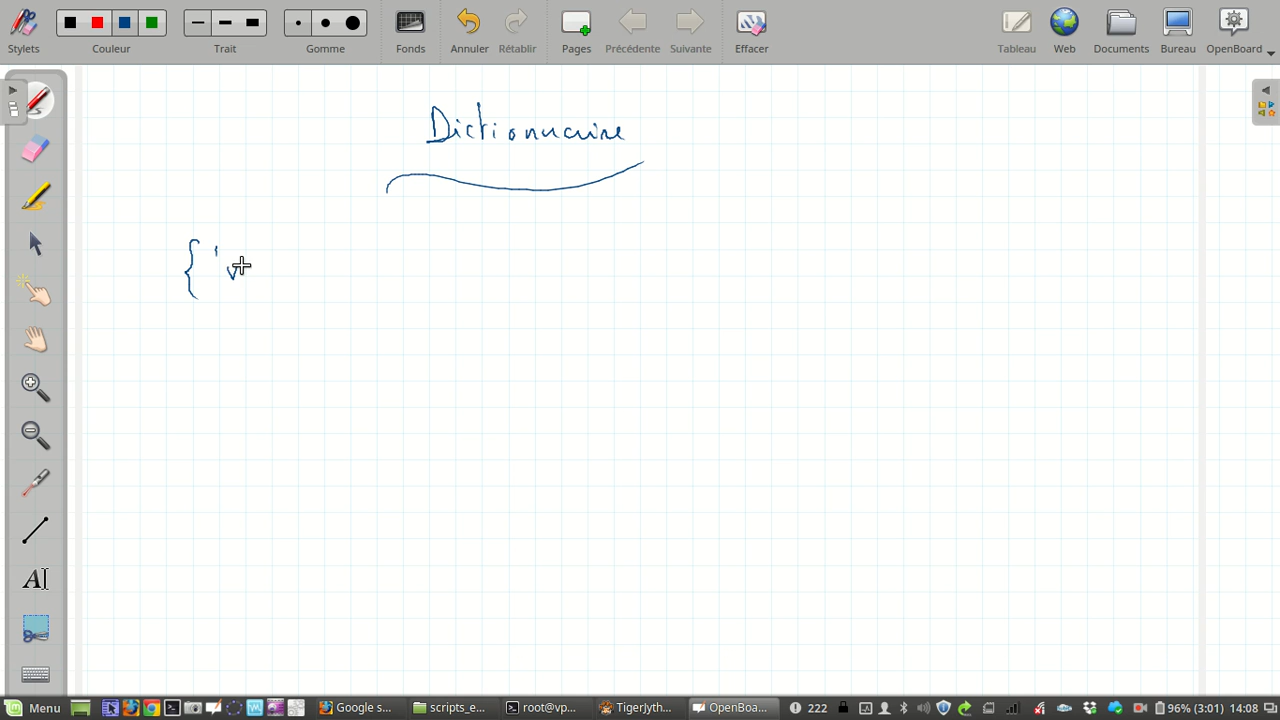 Stylets Couleur Trait Gomme Fonds Annuler Rétablir Pages Précédente Suivante Effacer Tableau Web Documents Bureau OpenBoard
Dictionnaire
{ ' v
AI
Menu Google s... scripts_e... root@vp... TigerJyth... OpenBoa... 222 96% (3:01) 14:08